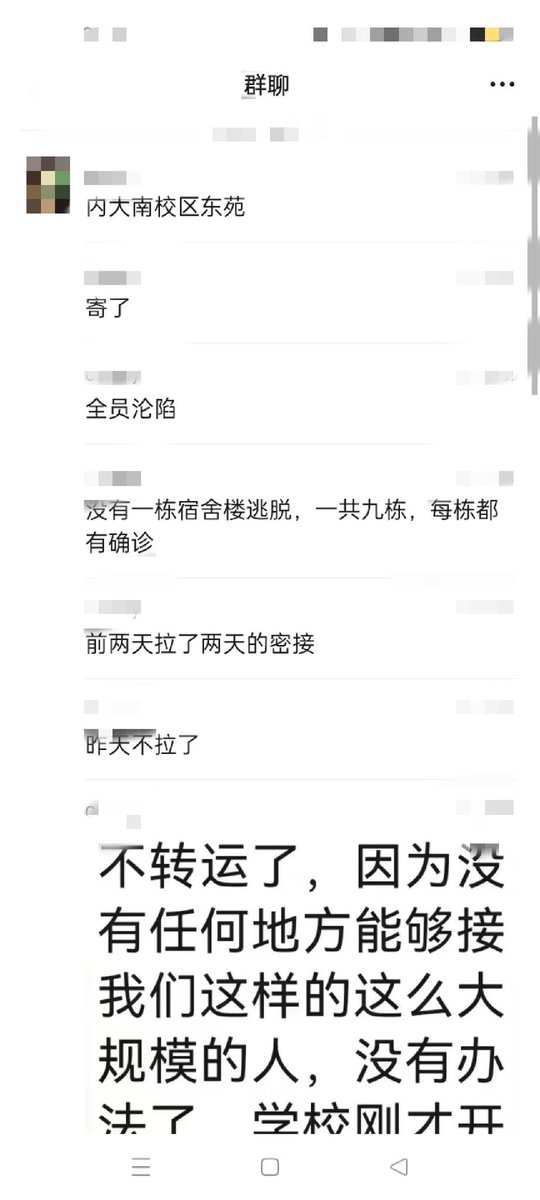 群聊
内大南校区东苑
寄了
全员沦陷
没有一栋宿舍楼逃脱，一共九栋，每栋都
有确诊
前两天拉了两天的密接
昨天不拉了
不转运了，因为没
有任何地方能够接
我们这样的这么大
规模的人，没有办
法了，学校刚才开